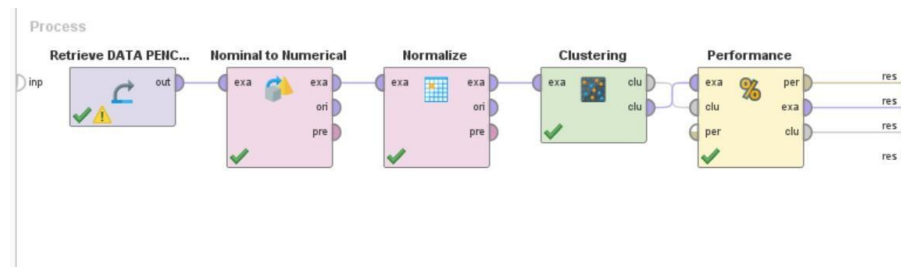 Process
Retrieve DATA PENC...
Nominal to Numerical
Normalize
Clustering
Performance
inp
out
exa
exa
ori
pre
exa
exa
ori
pre
exa
clu
clu
exa
per
clu
exa
per
clu
%
res
res
res
res